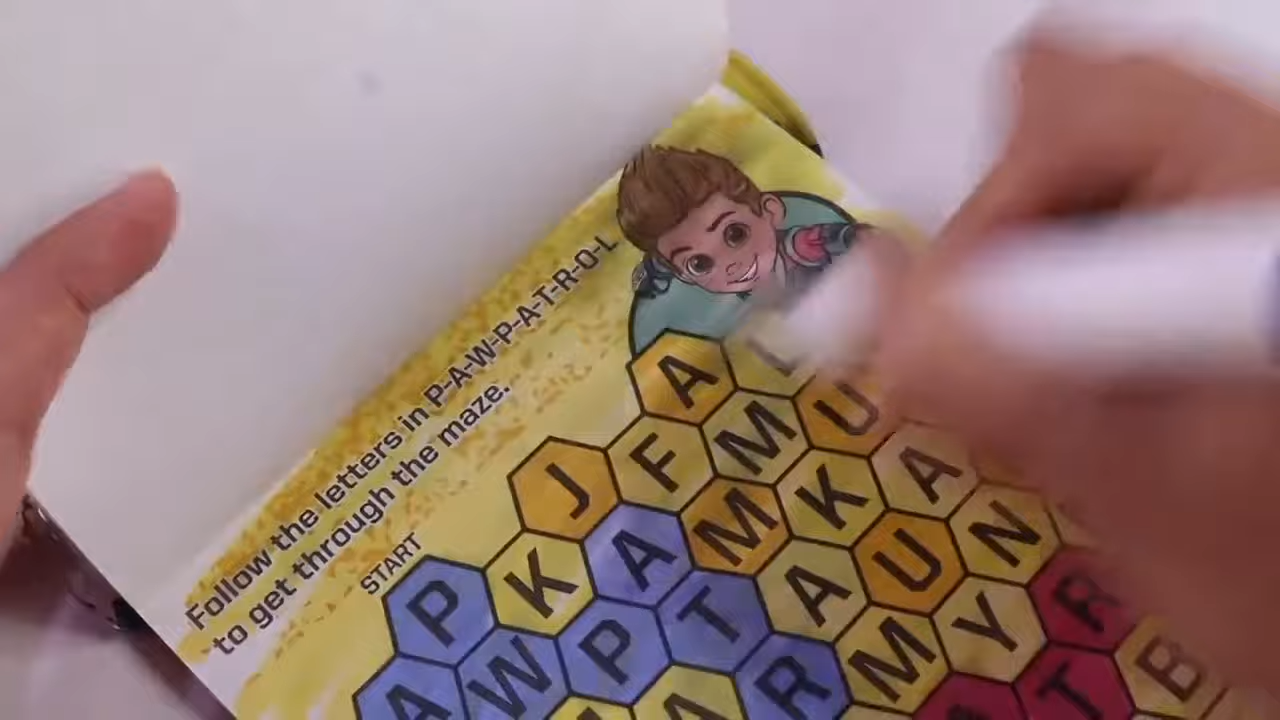 Follow the letters in P-A-W-P-A-T-R-O-L
to get through the maze.
START
A
M U
J F K A
M U N
P K A A Y R
W P T M T B
A R